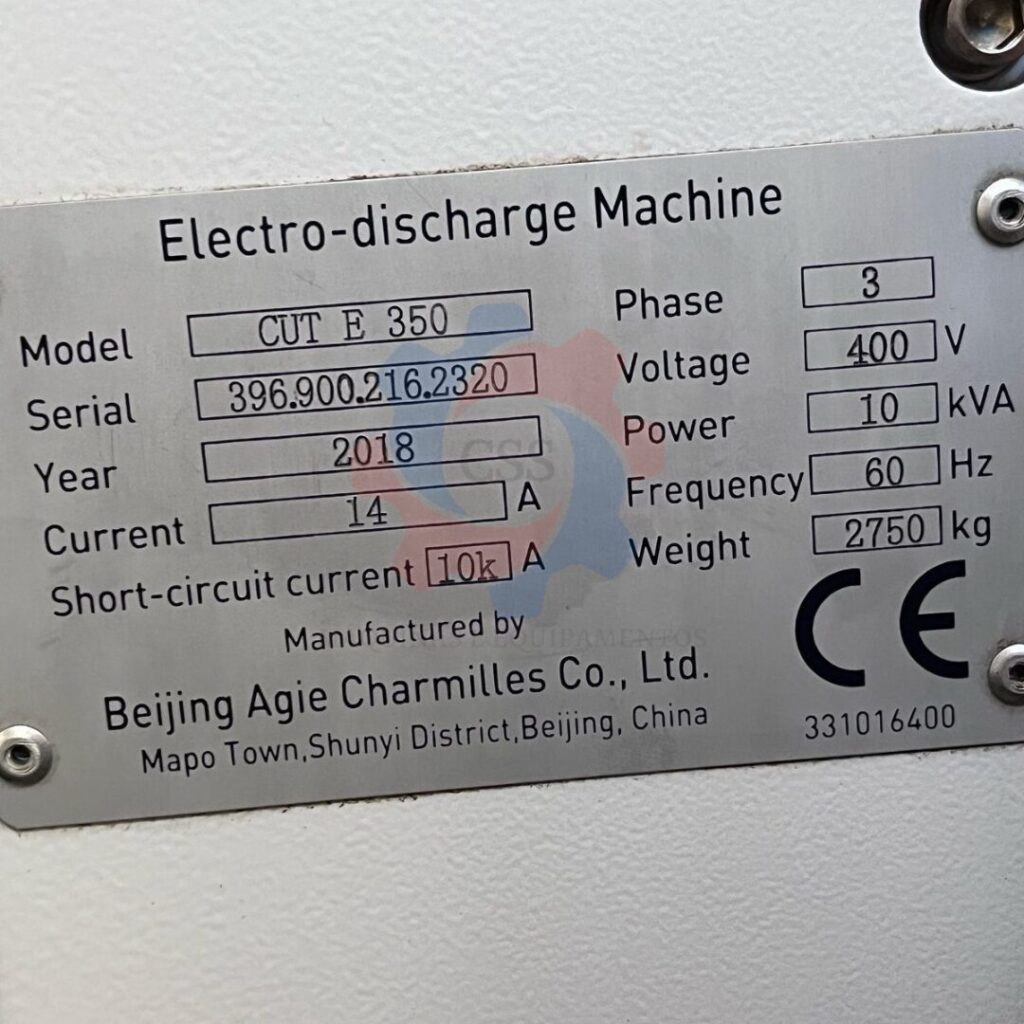 Electro-discharge Machine
Model CUT E 350
Serial 396.900.216.2320
Year 2018
Current 14 A
Short-circuit current 10k A
Phase 3
Voltage 400 V
Power 10 kVA
Frequency 60 Hz
Weight 2750 kg
CSS
EQUIPAMENTOS
Manufactured by
Beijing Agie Charmilles Co., Ltd.
Mapo Town,Shunyi District,Beijing, China
CE
331016400